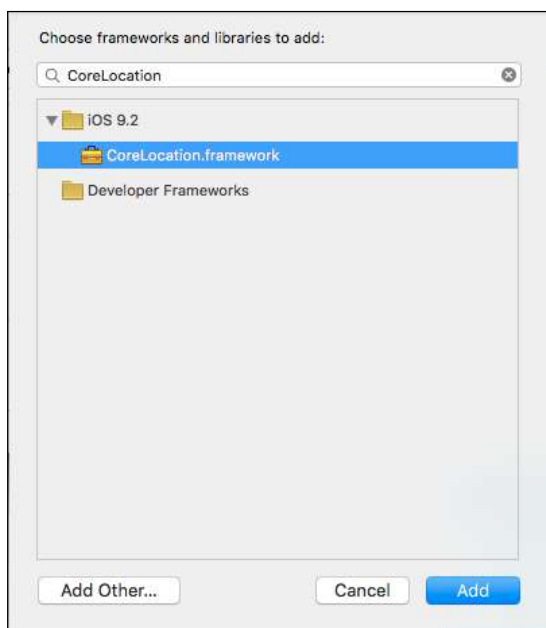 Choose frameworks and libraries to add:
CoreLocation
iOS 9.2
CoreLocation.framework
Developer Frameworks
Add Other...
Cancel
Add